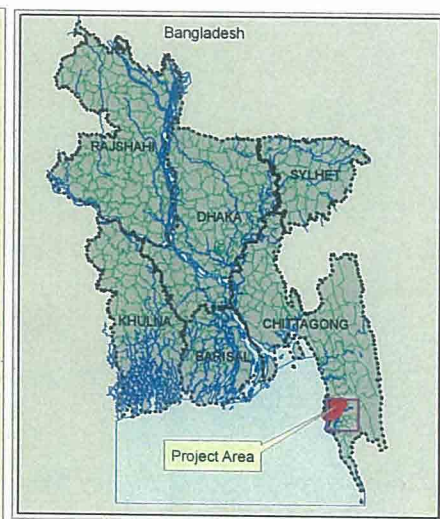 Bangladesh
RAJSHAHI
SYLHET
DHAKA
KHULNA
CHITTAGONG
BARISAL
Project Area